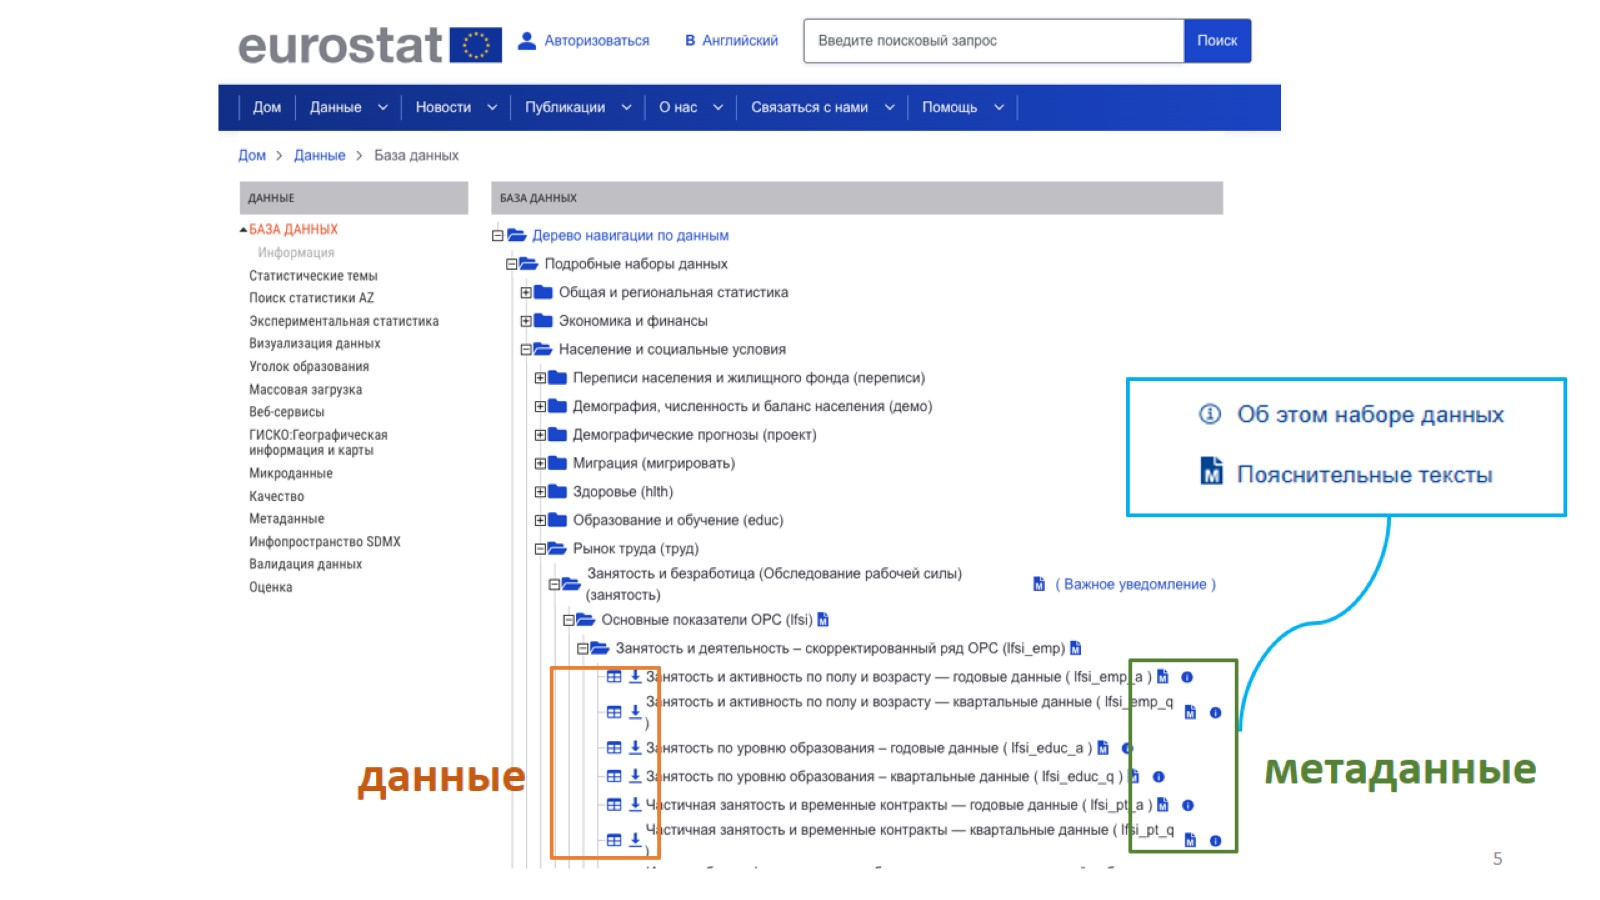 eurostat
Авторизоваться
В Английский
Введите поисковый запрос
Поиск
Дом
Данные
Новости
Публикации
О нас
Связаться с нами
Помощь
Дом > Данные > База данных
ДАННЫЕ
БАЗА ДАННЫХ
Информация
Статистические темы
Поиск статистики AZ
Экспериментальная статистика
Визуализация данных
Уголок образования
Массовая загрузка
Веб-сервисы
ГИСКО:Географическая
информация и карты
Микроданные
Качество
Метаданные
Инфопространство SDMX
Валидация данных
Оценка
БАЗА ДАННЫХ
Дерево навигации по данным
Подробные наборы данных
Общая и региональная статистика
Экономика и финансы
Население и социальные условия
Переписи населения и жилищного фонда (переписи)
Демография, численность и баланс населения (демо)
Демографические прогнозы (проект)
Миграция (мигрировать)
Здоровье (hlth)
Образование и обучение (educ)
Рынок труда (труд)
Занятость и безработица (Обследование рабочей силы)
(занятость)
( Важное уведомление )
Основные показатели ОРС (lfsi)
Занятость и деятельность – скорректированный ряд ОРС (lfsi_emp)
Занятость и активность по полу и возрасту — годовые данные ( lfsi_emp_a )
Занятость и активность по полу и возрасту — квартальные данные ( lfsi_emp_q
)
Занятость по уровню образования – годовые данные ( lfsi_educ_a )
Занятость по уровню образования – квартальные данные ( lfsi_educ_q )
Частичная занятость и временные контракты — годовые данные ( lfsi_pt_a )
Частичная занятость и временные контракты — квартальные данные ( lfsi_pt_q
)
данные
Об этом наборе данных
Пояснительные тексты
метаданные
5